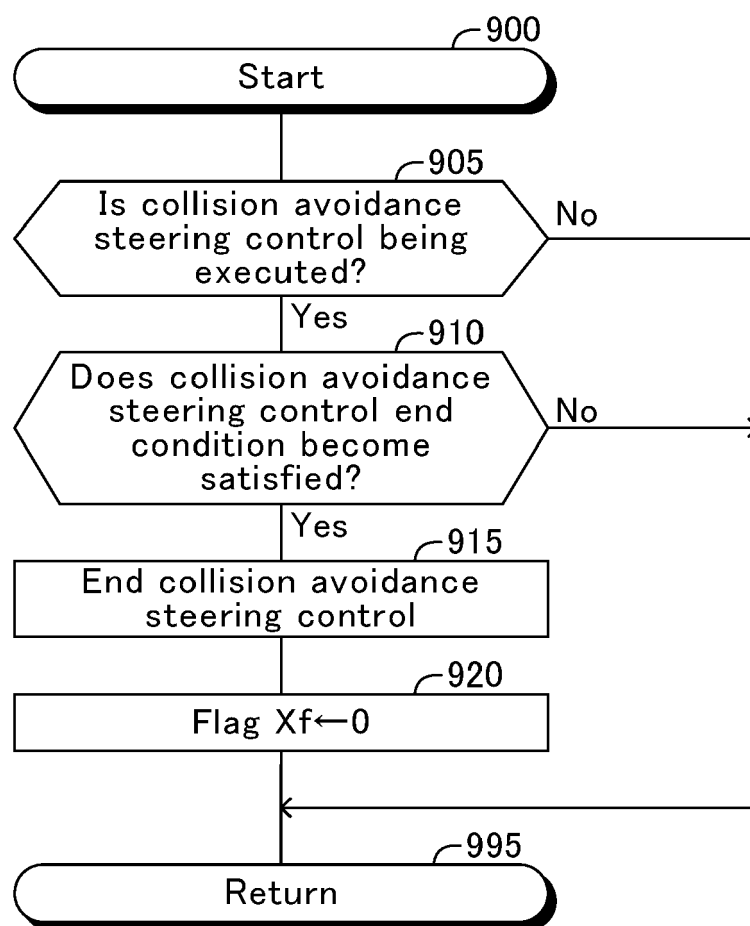 900
Start
905
Is collision avoidance
steering control being
executed?
No
Yes
910
Does collision avoidance
steering control end
condition become
satisfied?
No
Yes
915
End collision avoidance
steering control
920
Flag Xf←0
995
Return